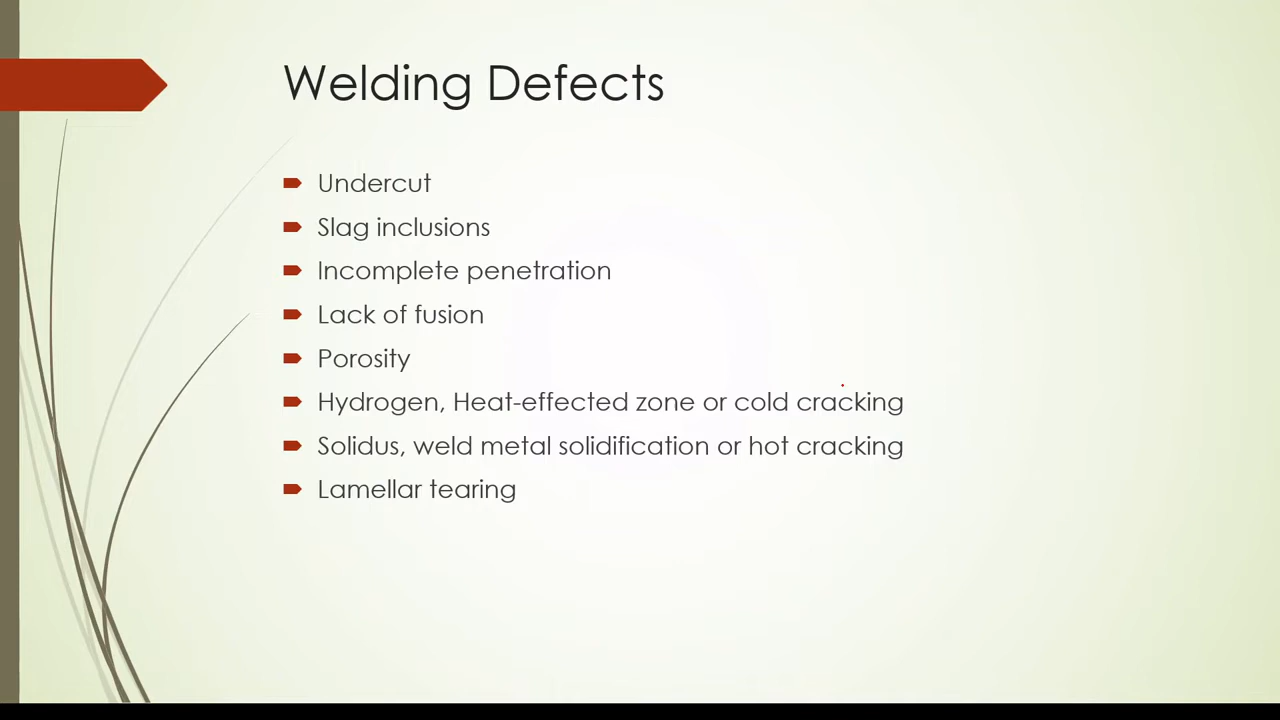 Welding Defects
Undercut
Slag inclusions
Incomplete penetration
Lack of fusion
Porosity
Hydrogen, Heat-effected zone or cold cracking
Solidus, weld metal solidification or hot cracking
Lamellar tearing